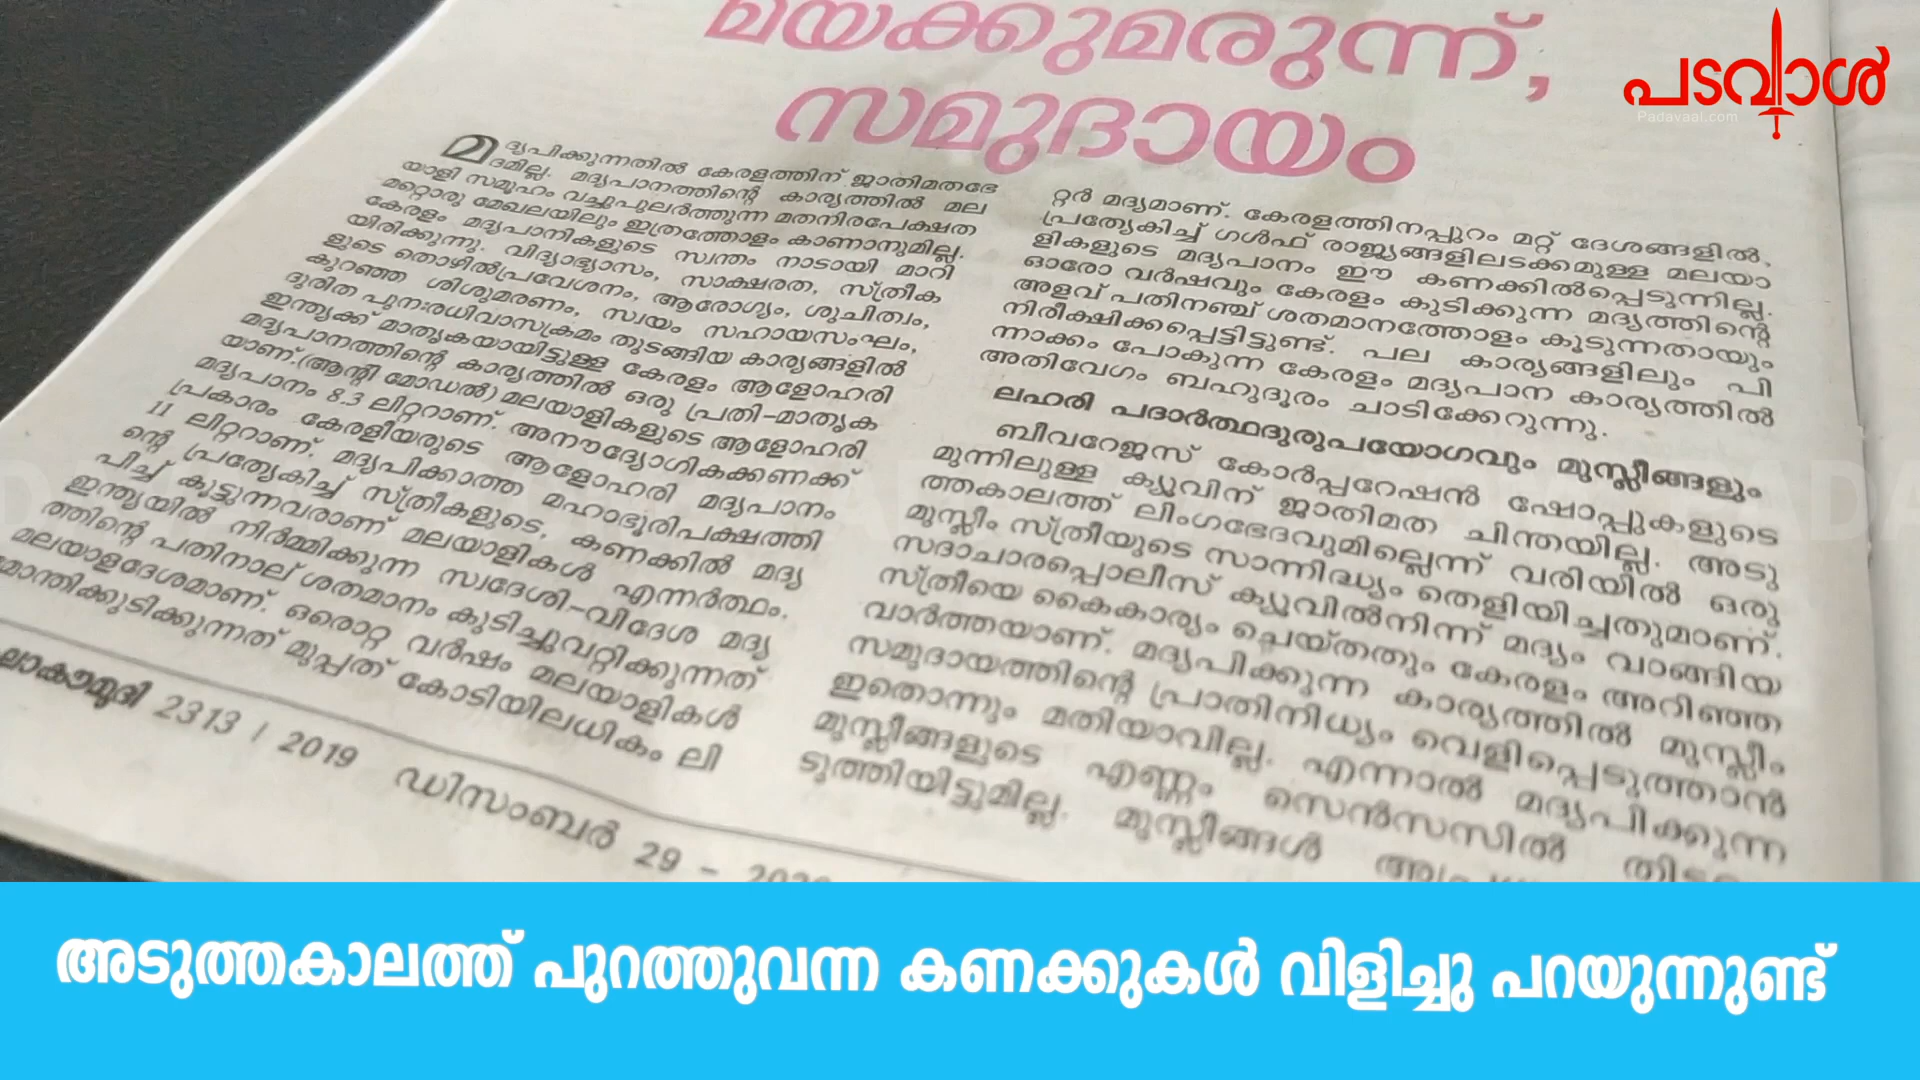 മയക്കുമരുന്ന്,
സമുദായം
പടവാൾ
Padavaal.com
മദ്യപിക്കുന്നതിൽ കേരളത്തിന് ജാതിമതഭേ
ദമില്ല. മദ്യപാനത്തിന്റെ കാര്യത്തിൽ മല
യാളി സമൂഹം വച്ചുപുലർത്തുന്ന മതനിരപേക്ഷത
മറ്റൊരു മേഖലയിലും ഇത്രത്തോളം കാണാനുമില്ല.
കേരളം മദ്യപാനികളുടെ സ്വന്തം നാടായി മാറി
യിരിക്കുന്നു. വിദ്യാഭ്യാസം, സാക്ഷരത, സ്ത്രീക
ളുടെ തൊഴിൽപ്രവേശനം, ആരോഗ്യം, ശുചിത്വം,
കുറഞ്ഞ ശിശുമരണം, സ്വയം സഹായസംഘം,
ദുരിത പുനഃരധിവാസക്രമം തുടങ്ങിയ കാര്യങ്ങളിൽ
ഇന്ത്യക്ക് മാതൃകയായിട്ടുള്ള കേരളം ആളോഹരി
മദ്യപാനത്തിന്റെ കാര്യത്തിൽ ഒരു പ്രതി-മാതൃക
യാണ്.(ആന്റി മോഡൽ) മലയാളികളുടെ ആളോഹരി
മദ്യപാനം 8.3 ലിറ്ററാണ്. അനൗദ്യോഗികക്കണക്ക്
പ്രകാരം കേരളീയരുടെ ആളോഹരി മദ്യപാനം
11 ലിറ്ററാണ്. മദ്യപിക്കാത്ത മഹാഭൂരിപക്ഷത്തി
ന്റെ പ്രത്യേകിച്ച് സ്ത്രീകളുടെ, കണക്കിൽ മദ്യ
പിച്ച് കൂട്ടുന്നവരാണ് മലയാളികൾ എന്നർത്ഥം.
ഇന്ത്യയിൽ നിർമ്മിക്കുന്ന സ്വദേശി-വിദേശ മദ്യ
ത്തിന്റെ പതിനാല് ശതമാനം കുടിച്ചുവറ്റിക്കുന്നത്
മലയാളദേശമാണ്. ഒരൊറ്റ വർഷം മലയാളികൾ
മോന്തിക്കുടിക്കുന്നത് മുപ്പത് കോടിയിലധികം ലി
ലാകൗമുദി 2313 / 2019 ഡിസംബർ 29 -
റ്റർ മദ്യമാണ്. കേരളത്തിനപ്പുറം മറ്റ് ദേശങ്ങളിൽ,
പ്രത്യേകിച്ച് ഗൾഫ് രാജ്യങ്ങളിലടക്കമുള്ള മലയാ
ളികളുടെ മദ്യപാനം ഈ കണക്കിൽപ്പെടുന്നില്ല.
ഓരോ വർഷവും കേരളം കുടിക്കുന്ന മദ്യത്തിന്റെ
അളവ് പതിനഞ്ച് ശതമാനത്തോളം കൂടുന്നതായും
നിരീക്ഷിക്കപ്പെട്ടിട്ടുണ്ട്. പല കാര്യങ്ങളിലും പി
ന്നാക്കം പോകുന്ന കേരളം മദ്യപാന കാര്യത്തിൽ
അതിവേഗം ബഹുദൂരം ചാടിക്കേറുന്നു.
ലഹരി പദാർത്ഥദുരുപയോഗവും മുസ്ലീങ്ങളും
ബീവറേജസ് കോർപ്പറേഷൻ ഷോപ്പുകളുടെ
മുന്നിലുള്ള ക്യൂവിന് ജാതിമത ചിന്തയില്ല. അടു
ത്തകാലത്ത് ലിംഗഭേദവുമില്ലെന്ന് വരിയിൽ ഒരു
മുസ്ലീം സ്ത്രീയുടെ സാന്നിദ്ധ്യം തെളിയിച്ചതുമാണ്.
സദാചാരപ്പൊലീസ് ക്യൂവിൽനിന്ന് മദ്യം വാങ്ങിയ
സ്ത്രീയെ കൈകാര്യം ചെയ്തതും കേരളം അറിഞ്ഞ
വാർത്തയാണ്. മദ്യപിക്കുന്ന കാര്യത്തിൽ മുസ്ലീം
സമുദായത്തിന്റെ പ്രാതിനിധ്യം വെളിപ്പെടുത്താൻ
ഇതൊന്നും മതിയാവില്ല. എന്നാൽ മദ്യപിക്കുന്ന
മുസ്ലീങ്ങളുടെ എണ്ണം സെൻസസിൽ
ടുത്തിയിട്ടുമില്ല. മുസ്ലീങ്ങൾ
അടുത്തകാലത്ത് പുറത്തുവന്ന കണക്കുകൾ വിളിച്ചു പറയുന്നുണ്ട്